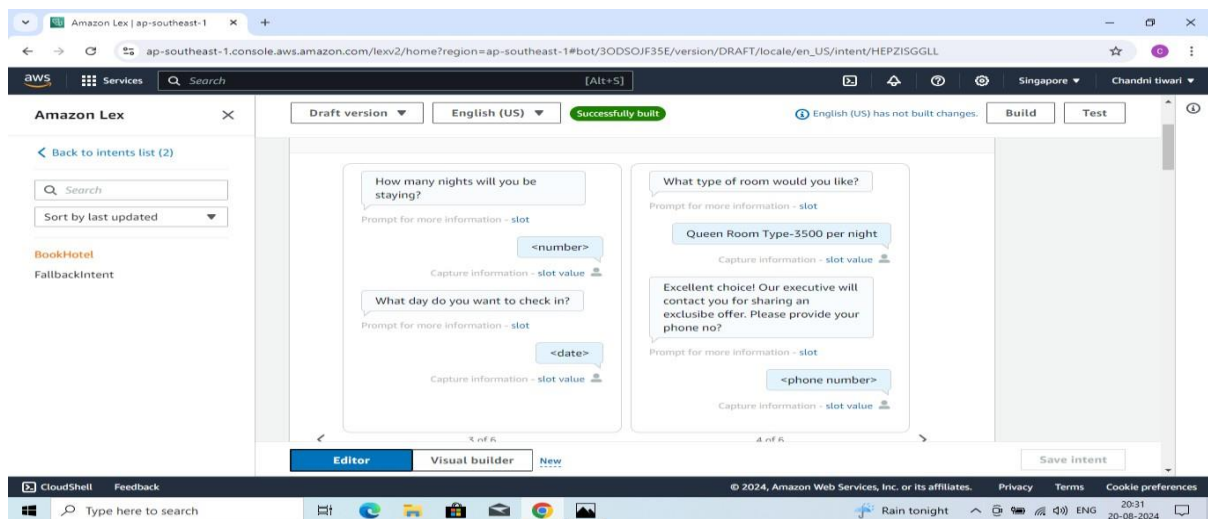 Amazon Lex | ap-southeast-1
ap-southeast-1.console.aws.amazon.com/lexv2/home?region=ap-southeast-1#bot/3ODSOJF35E/version/DRAFT/locale/en_US/intent/HEPZISGGLL
C
aws Services Search [Alt+S] Singapore Chandni tiwari
Amazon Lex
Draft version English (US) Successfully built English (US) has not built changes. Build Test
Back to intents list (2)
Search
Sort by last updated
BookHotel
FallbackIntent
How many nights will you be
staying?
Prompt for more information - slot
<number>
Capture information - slot value
What day do you want to check in?
Prompt for more information - slot
<date>
Capture information - slot value
3 of 6
What type of room would you like?
Prompt for more information - slot
Queen Room Type-3500 per night
Capture information - slot value
Excellent choice! Our executive will
contact you for sharing an
exclusibe offer. Please provide your
phone no?
Prompt for more information - slot
<phone number>
Capture information - slot value
4 of 6
Editor Visual builder New Save intent
CloudShell Feedback © 2024, Amazon Web Services, Inc. or its affiliates. Privacy Terms Cookie preferences
Type here to search Rain tonight ENG 20:31
20-08-2024